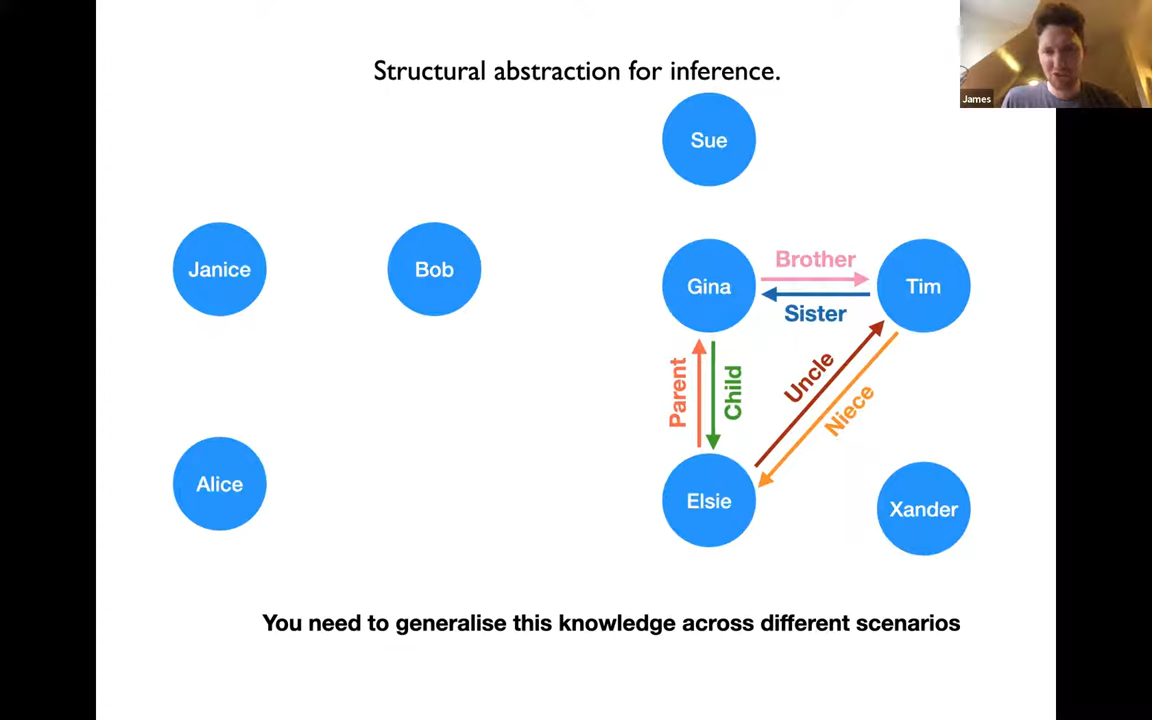 Structural abstraction for inference.
James
Sue
Janice
Bob
Gina
Brother
Sister
Tim
Parent
Child
Uncle
Niece
Alice
Elsie
Xander
You need to generalise this knowledge across different scenarios